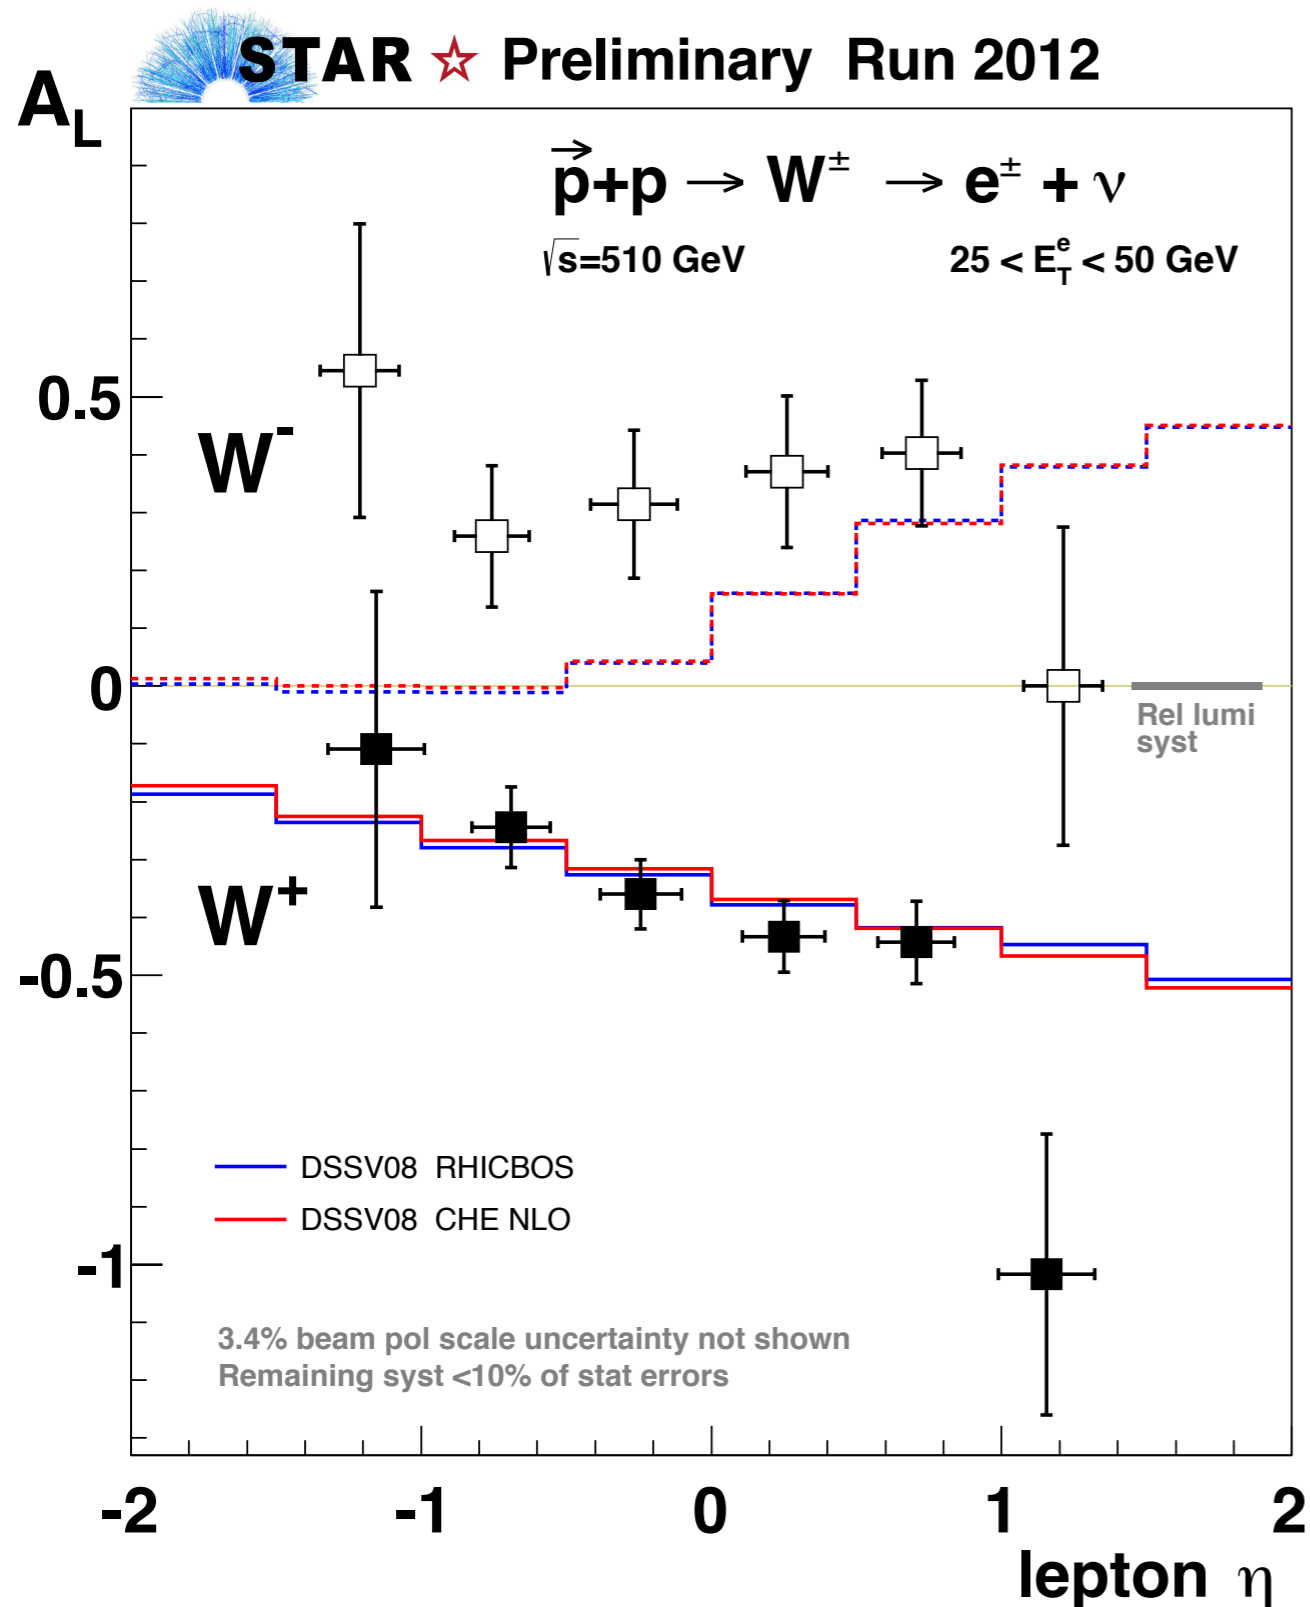 STAR ☆ Preliminary Run 2012
A_L
p⃗+p → W± → e± + ν
√s=510 GeV
25 < E_T^e < 50 GeV
0.5
W-
0
Rel lumi
syst
W+
-0.5
DSSV08 RHICBOS
DSSV08 CHE NLO
-1
3.4% beam pol scale uncertainty not shown
Remaining syst <10% of stat errors
-2
-1
0
1
2
lepton η